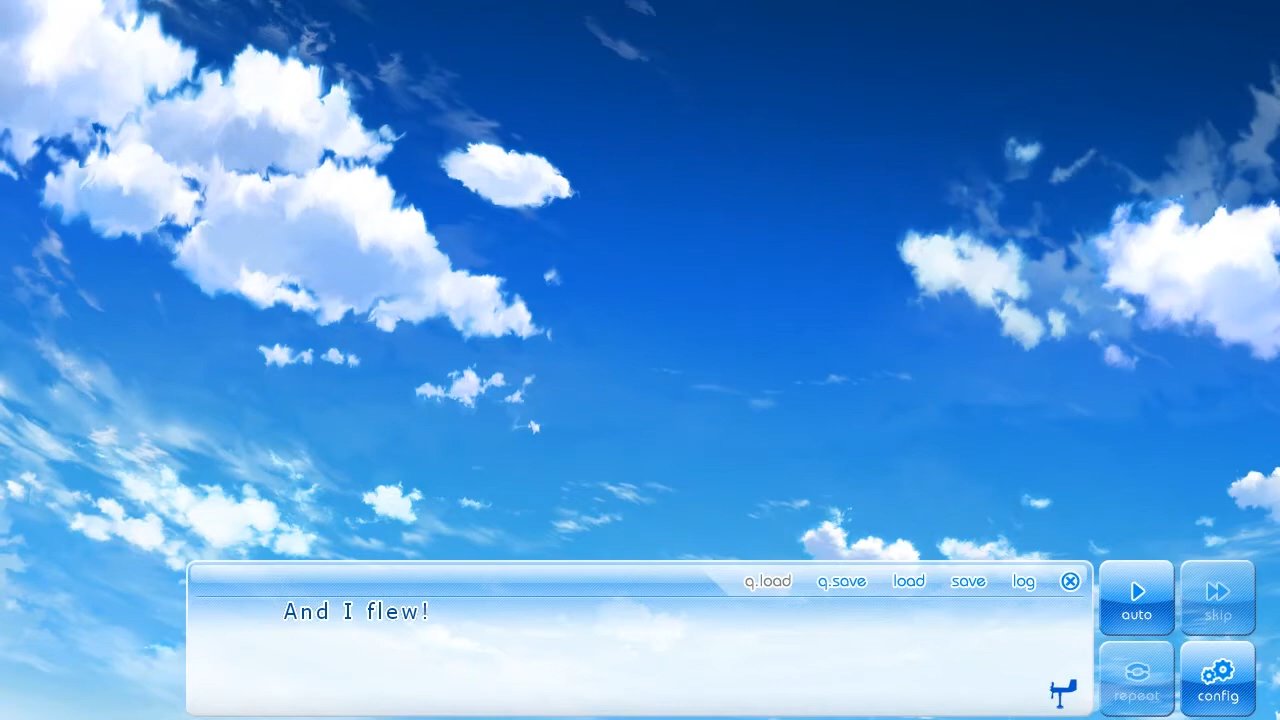 q.load q.save load save log
And I flew!
auto
skip
repeat
config